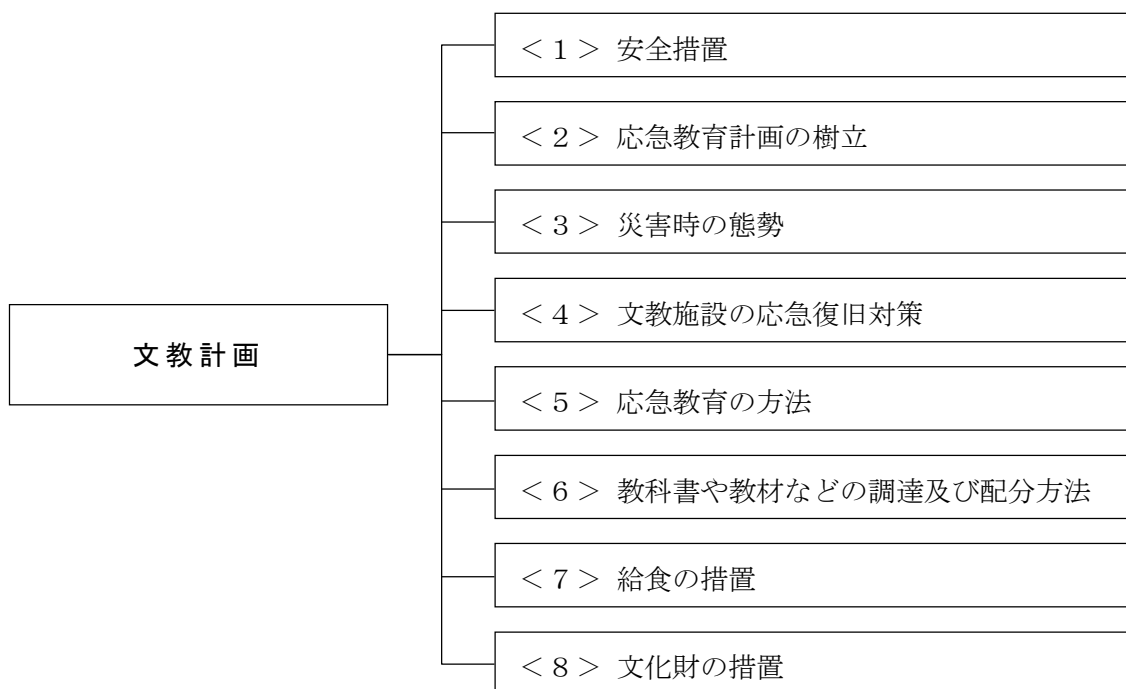 文教計画
＜１＞ 安全措置
＜２＞ 応急教育計画の樹立
＜３＞ 災害時の態勢
＜４＞ 文教施設の応急復旧対策
＜５＞ 応急教育の方法
＜６＞ 教科書や教材などの調達及び配分方法
＜７＞ 給食の措置
＜８＞ 文化財の措置